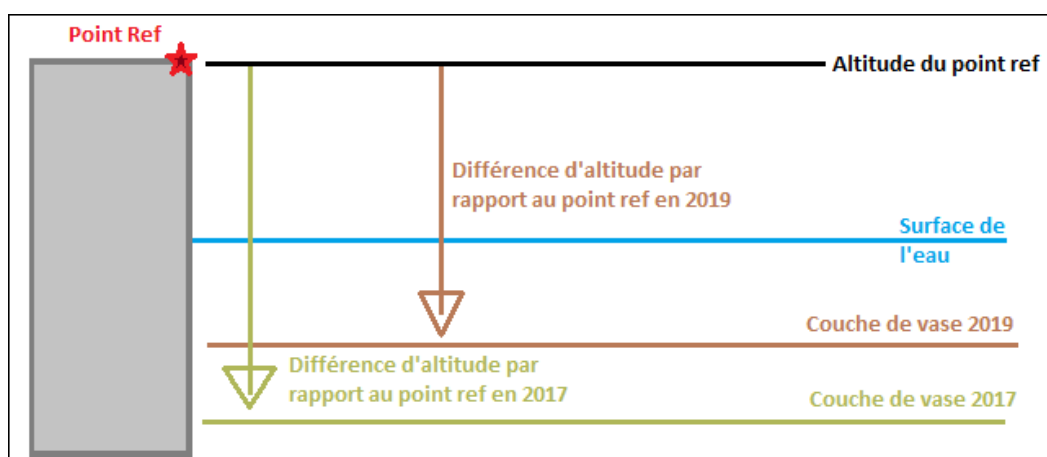 Point Ref
Altitude du point ref
Différence d'altitude par
rapport au point ref en 2019
Surface de
l'eau
Couche de vase 2019
Différence d'altitude par
rapport au point ref en 2017
Couche de vase 2017